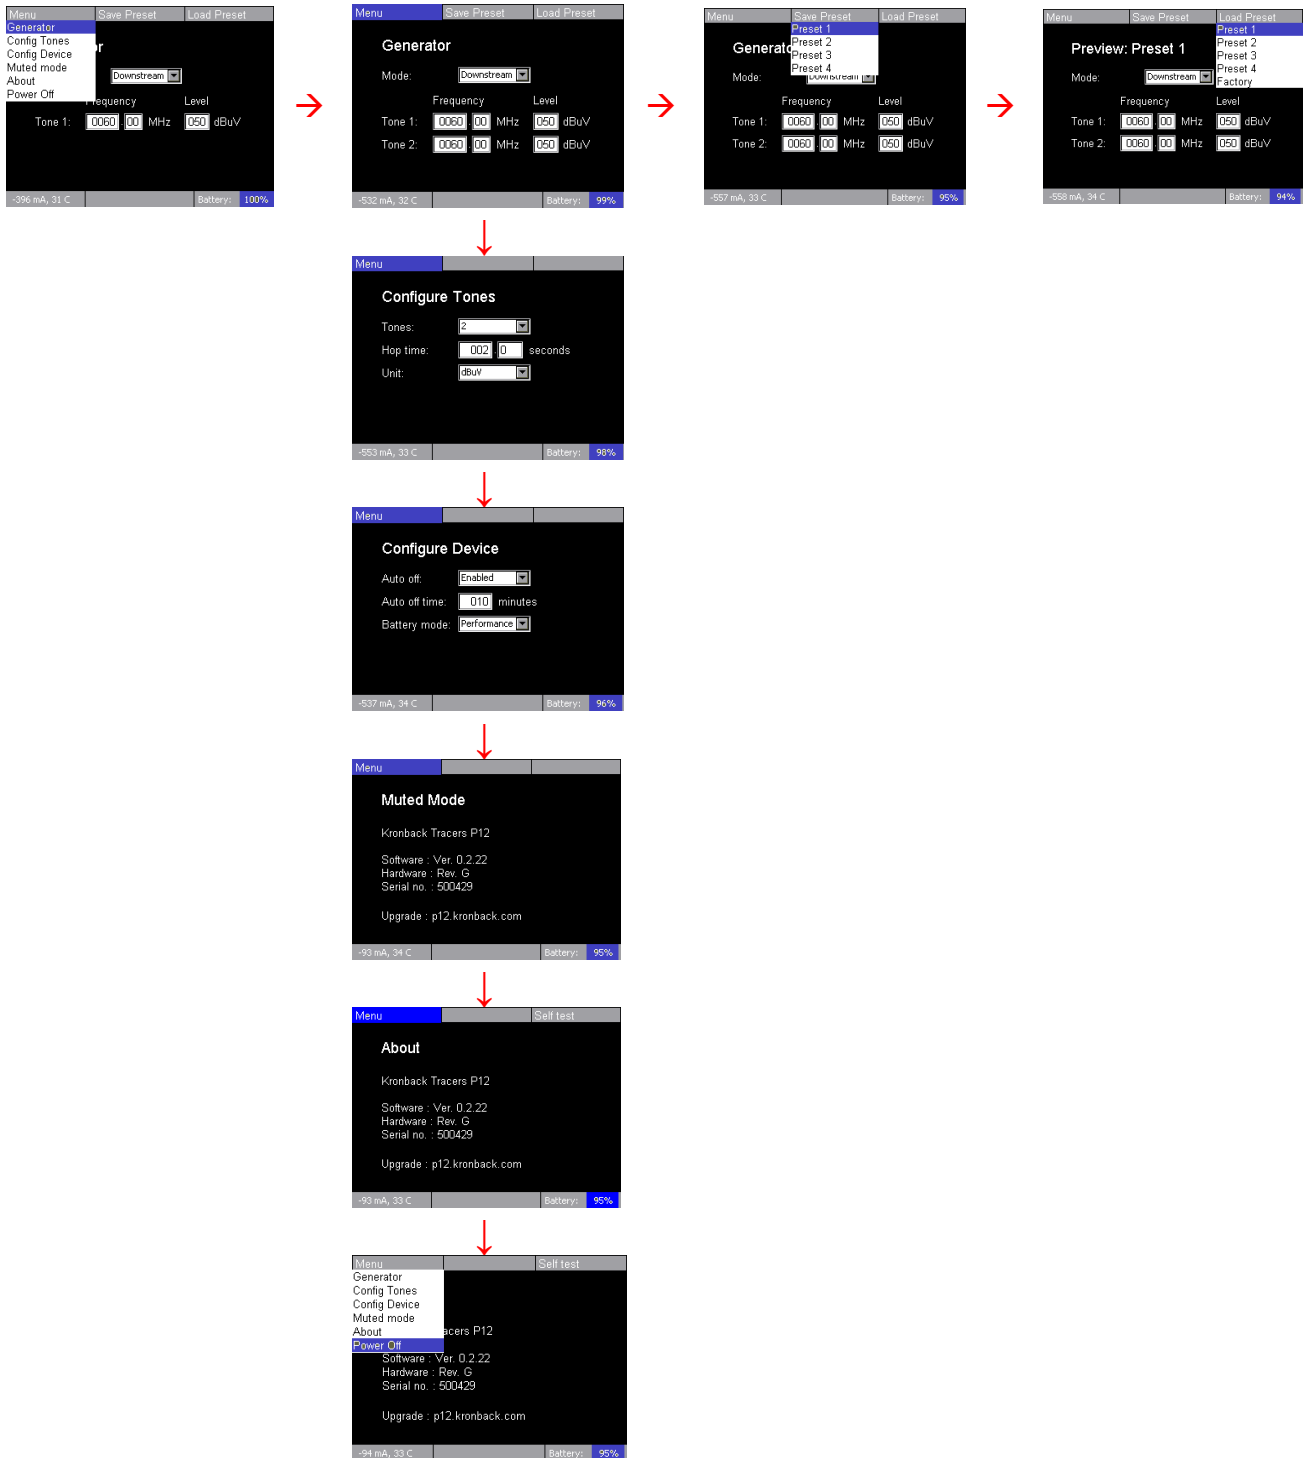 Menu Save Preset Load Preset
Generator
Config Tones
Config Device
Muted mode
About
Power Off
Downstream
Frequency Level
Tone 1: 0060 . 00 MHz 050 dBuV
-396 mA, 31 C Battery: 100%
Menu Save Preset Load Preset
Generator
Mode: Downstream
Frequency Level
Tone 1: 0060 . 00 MHz 050 dBuV
Tone 2: 0060 . 00 MHz 050 dBuV
-532 mA, 32 C Battery: 99%
Menu Save Preset Load Preset
Preset 1
Preset 2
Preset 3
Preset 4
Generator
Mode: Downstream
Frequency Level
Tone 1: 0060 . 00 MHz 050 dBuV
Tone 2: 0060 . 00 MHz 050 dBuV
-557 mA, 33 C Battery: 95%
Menu Save Preset Load Preset
Preset 1
Preset 2
Preset 3
Preset 4
Factory
Preview: Preset 1
Mode: Downstream
Frequency Level
Tone 1: 0060 . 00 MHz 050 dBuV
Tone 2: 0060 . 00 MHz 050 dBuV
-558 mA, 34 C Battery: 94%
Menu
Configure Tones
Tones: 2
Hop time: 002 . 0 seconds
Unit: dBuV
-553 mA, 33 C Battery: 98%
Menu
Configure Device
Auto off: Enabled
Auto off time: 010 minutes
Battery mode: Performance
-537 mA, 34 C Battery: 96%
Menu
Muted Mode
Kronback Tracers P12
Software : Ver. 0.2.22
Hardware : Rev. G
Serial no. : 500429
Upgrade : p12.kronback.com
-93 mA, 34 C Battery: 95%
Menu Self test
About
Kronback Tracers P12
Software : Ver. 0.2.22
Hardware : Rev. G
Serial no. : 500429
Upgrade : p12.kronback.com
-93 mA, 33 C Battery: 95%
Menu Self test
Generator
Config Tones
Config Device
Muted mode
About
Power Off
acers P12
Software : Ver. 0.2.22
Hardware : Rev. G
Serial no. : 500429
Upgrade : p12.kronback.com
-94 mA, 33 C Battery: 95%